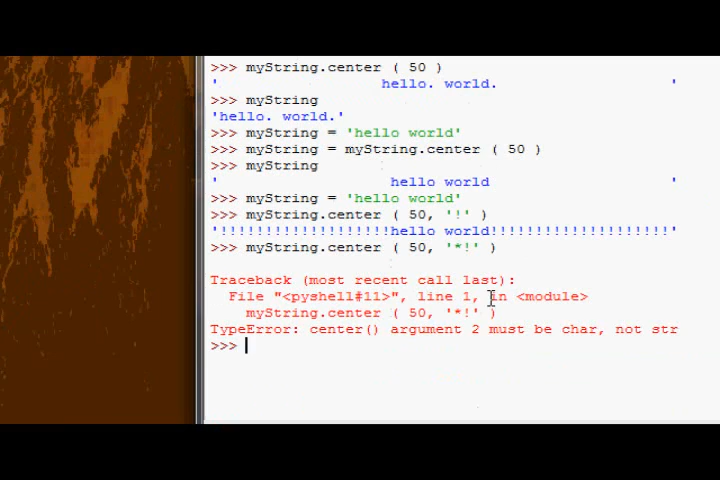 >>> myString.center ( 50 )
'                   hello. world.                    '
>>> myString
'hello. world.'
>>> myString = 'hello world'
>>> myString = myString.center ( 50 )
>>> myString
'                   hello world                    '
>>> myString = 'hello world'
>>> myString.center ( 50, '!' )
'!!!!!!!!!!!!!!!!!!!hello world!!!!!!!!!!!!!!!!!!!!'
>>> myString.center ( 50, '*!' )
Traceback (most recent call last):
  File "<pyshell#11>", line 1, in <module>
    myString.center ( 50, '*!' )
TypeError: center() argument 2 must be char, not str
>>>